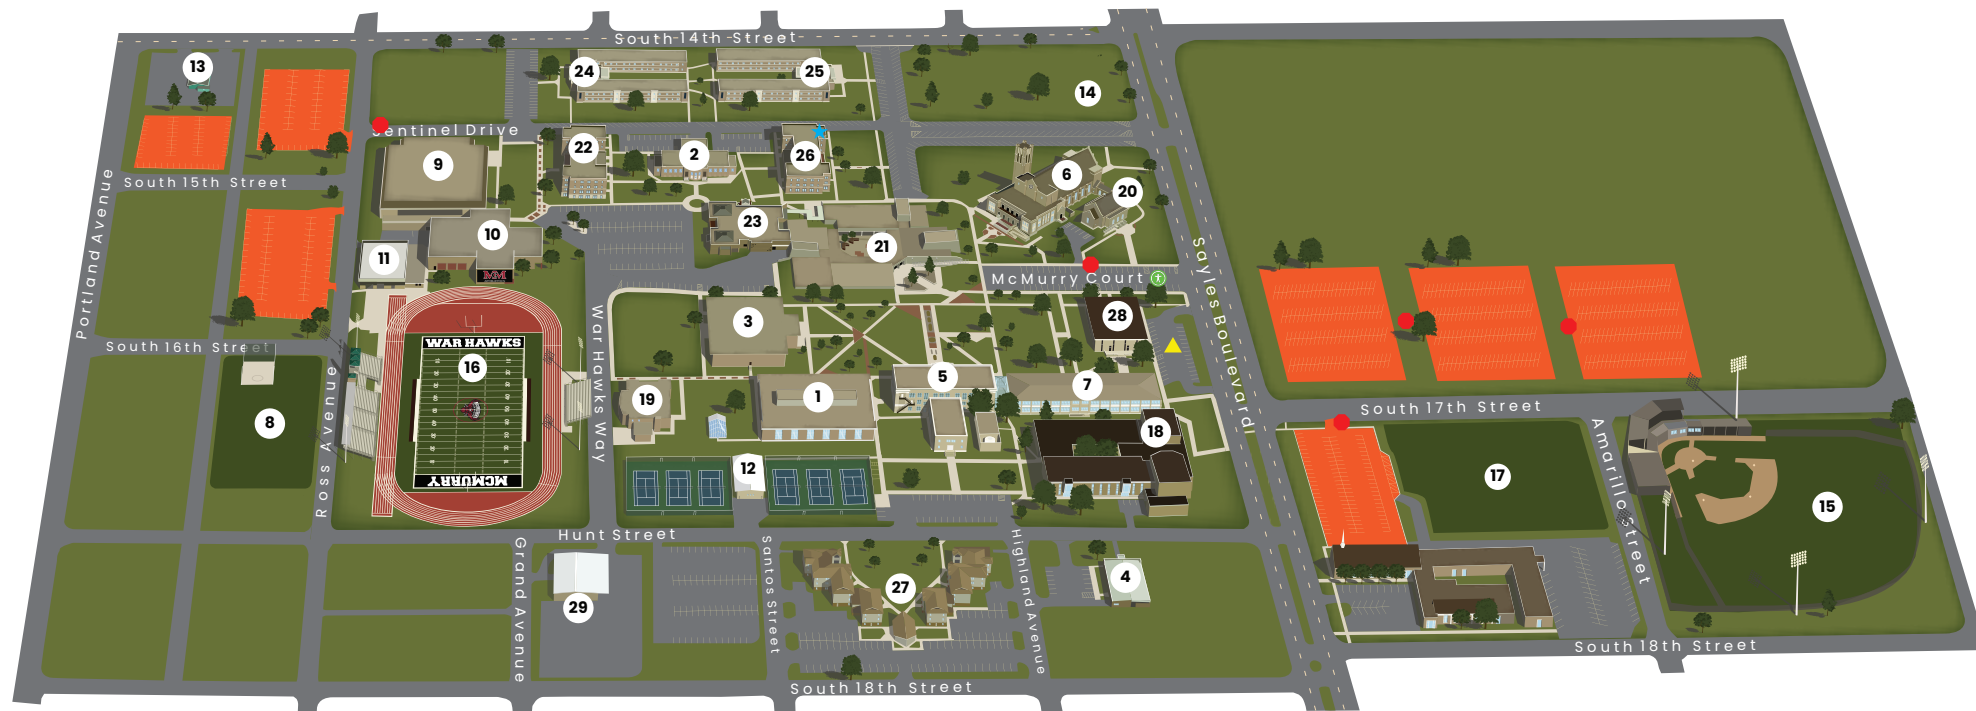 South 14th Street
13
24
25
14
Sentinel Drive
9
22
2
26
6
20
South 15th Street
Portland Avenue
23
21
10
11
MM
McMurry Court
Sayles Boulevard
3
28
War Hawks Way
WAR HAWKS
16
MCMURRY
South 16th Street
Ross Avenue
8
19
1
5
7
18
12
South 17th Street
17
Amarillo Street
15
Hunt Street
Grand Avenue
29
Santos Street
27
Highland Avenue
4
South 18th Street
South 18th Street